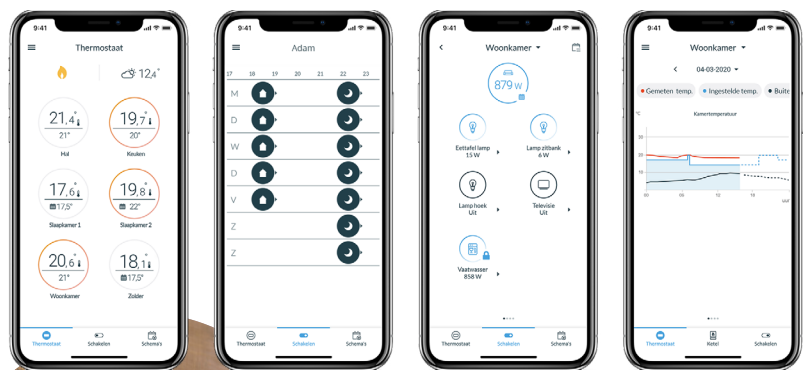 9:41
Thermostaat
12,4°
21,4°
21°
Hal
19,7°
20°
Keuken
17,6°
17,5°
Slaapkamer 1
19,8°
22°
Slaapkamer 2
20,6°
21°
Woonkamer
18,1°
17,5°
Zolder
Thermostaat
Schakelen
Schema's
9:41
Adam
17 18 19 20 21 22 23
M
D
W
D
V
Z
Z
Thermostaat
Schakelen
Schema's
9:41
Woonkamer
879 W
Eettafel lamp
15 W
Lamp zitbank
6 W
Lamp hoek
Uit
Televisie
Uit
Vaatwasser
858 W
Thermostaat
Schakelen
Schema's
9:41
Woonkamer
04-03-2020
Gemeten temp.
Ingestelde temp.
Buite
Kamertemperatuur
°C
30
20
10
00
06
12
18
uur
Thermostaat
Ketel
Schakelen